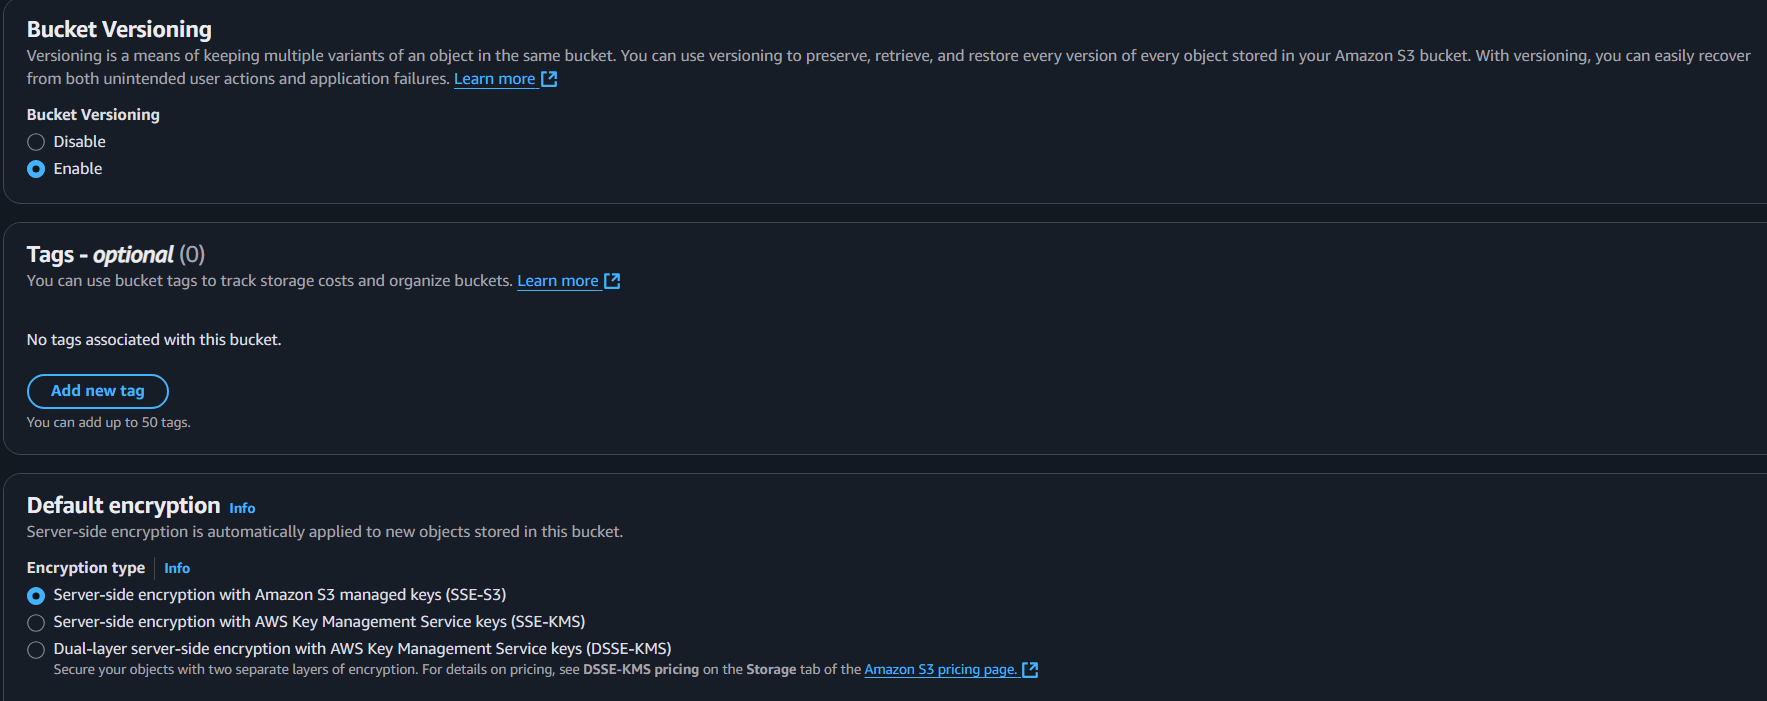 Bucket Versioning
Versioning is a means of keeping multiple variants of an object in the same bucket. You can use versioning to preserve, retrieve, and restore every version of every object stored in your Amazon S3 bucket. With versioning, you can easily recover
from both unintended user actions and application failures. Learn more
Bucket Versioning
Disable
Enable
Tags - optional (0)
You can use bucket tags to track storage costs and organize buckets. Learn more
No tags associated with this bucket.
Add new tag
You can add up to 50 tags.
Default encryption Info
Server-side encryption is automatically applied to new objects stored in this bucket.
Encryption type Info
Server-side encryption with Amazon S3 managed keys (SSE-S3)
Server-side encryption with AWS Key Management Service keys (SSE-KMS)
Dual-layer server-side encryption with AWS Key Management Service keys (DSSE-KMS)
Secure your objects with two separate layers of encryption. For details on pricing, see DSSE-KMS pricing on the Storage tab of the Amazon S3 pricing page.